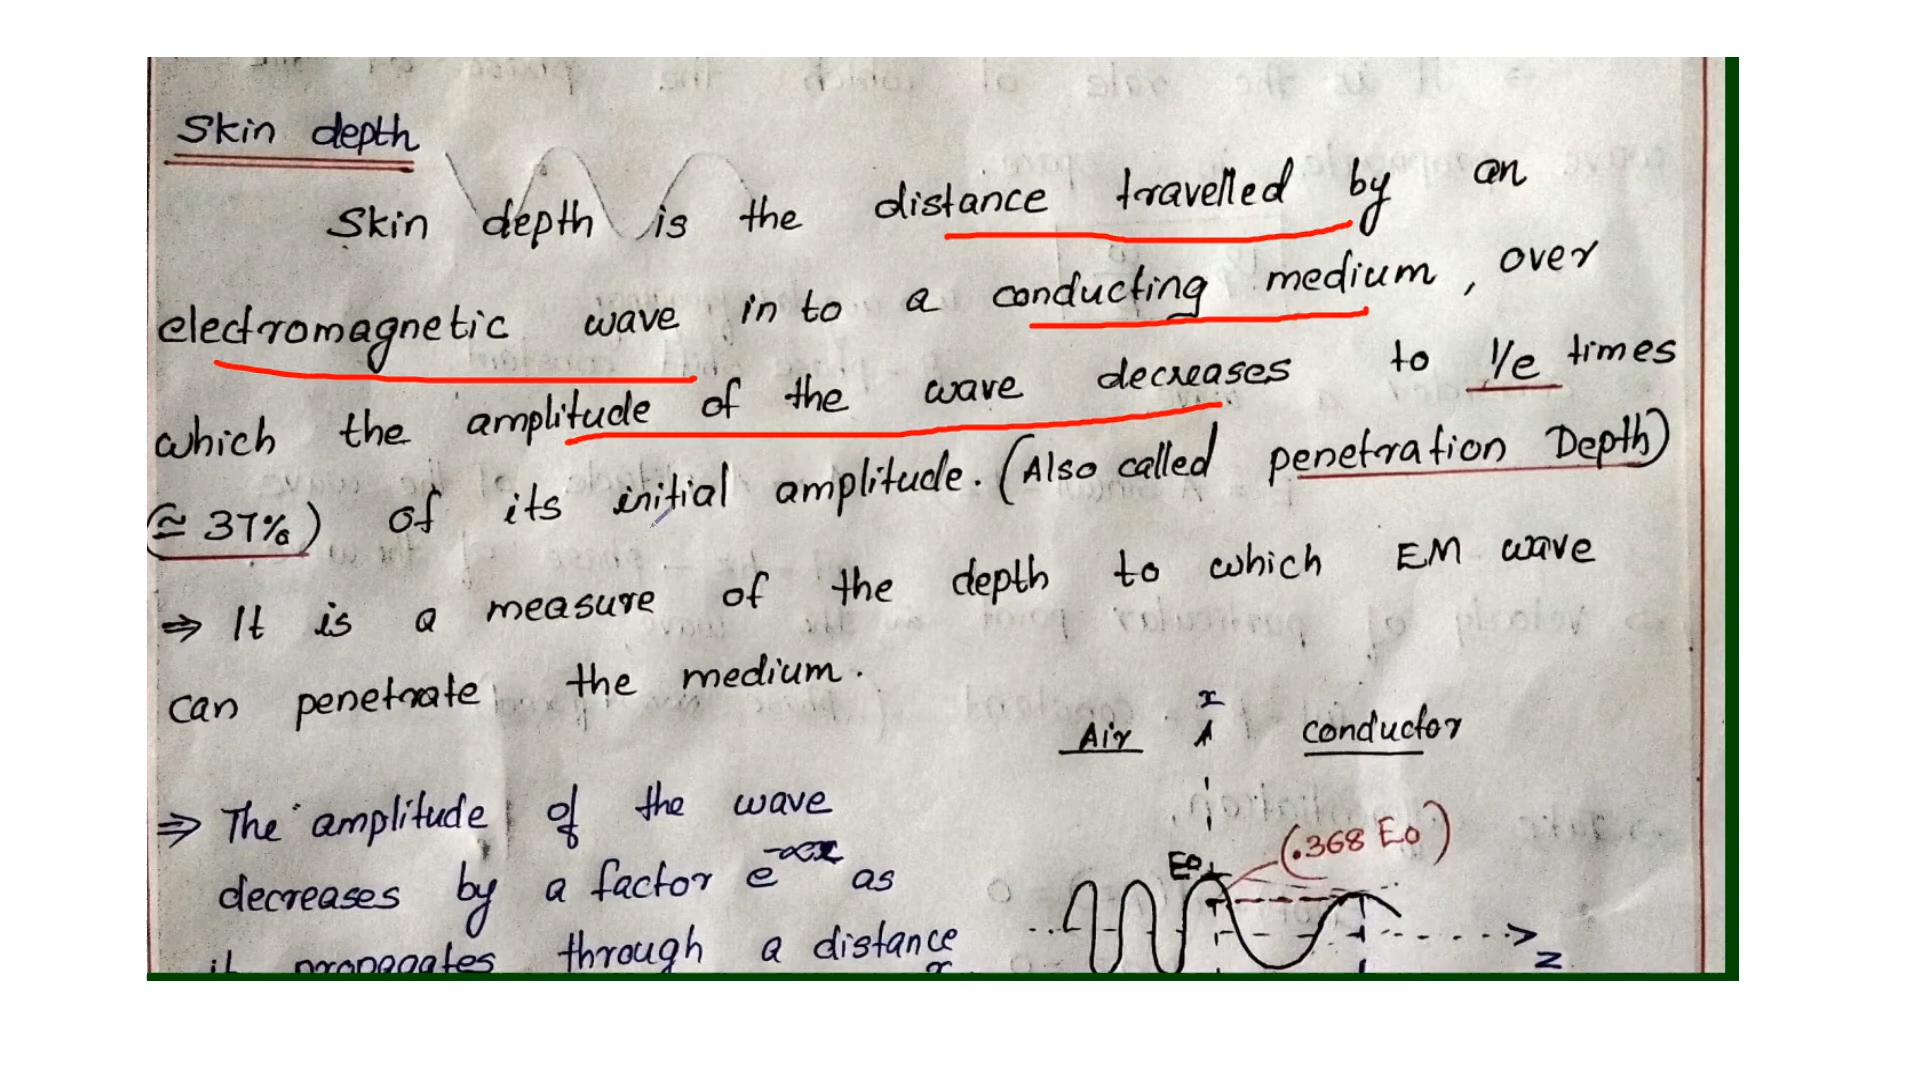 Skin depth
Skin depth is the distance travelled by an
electromagnetic wave in to a conducting medium, over
which the amplitude of the wave decreases to 1/e times
(≃ 37%) of its initial amplitude. (Also called penetration Depth)
⇒ It is a measure of the depth to which EM wave
can penetrate the medium.
x
Air conductor
⇒ The amplitude of the wave
decreases by a factor e^-αx as
it propagates through a distance
(.368 E0)
E0
z